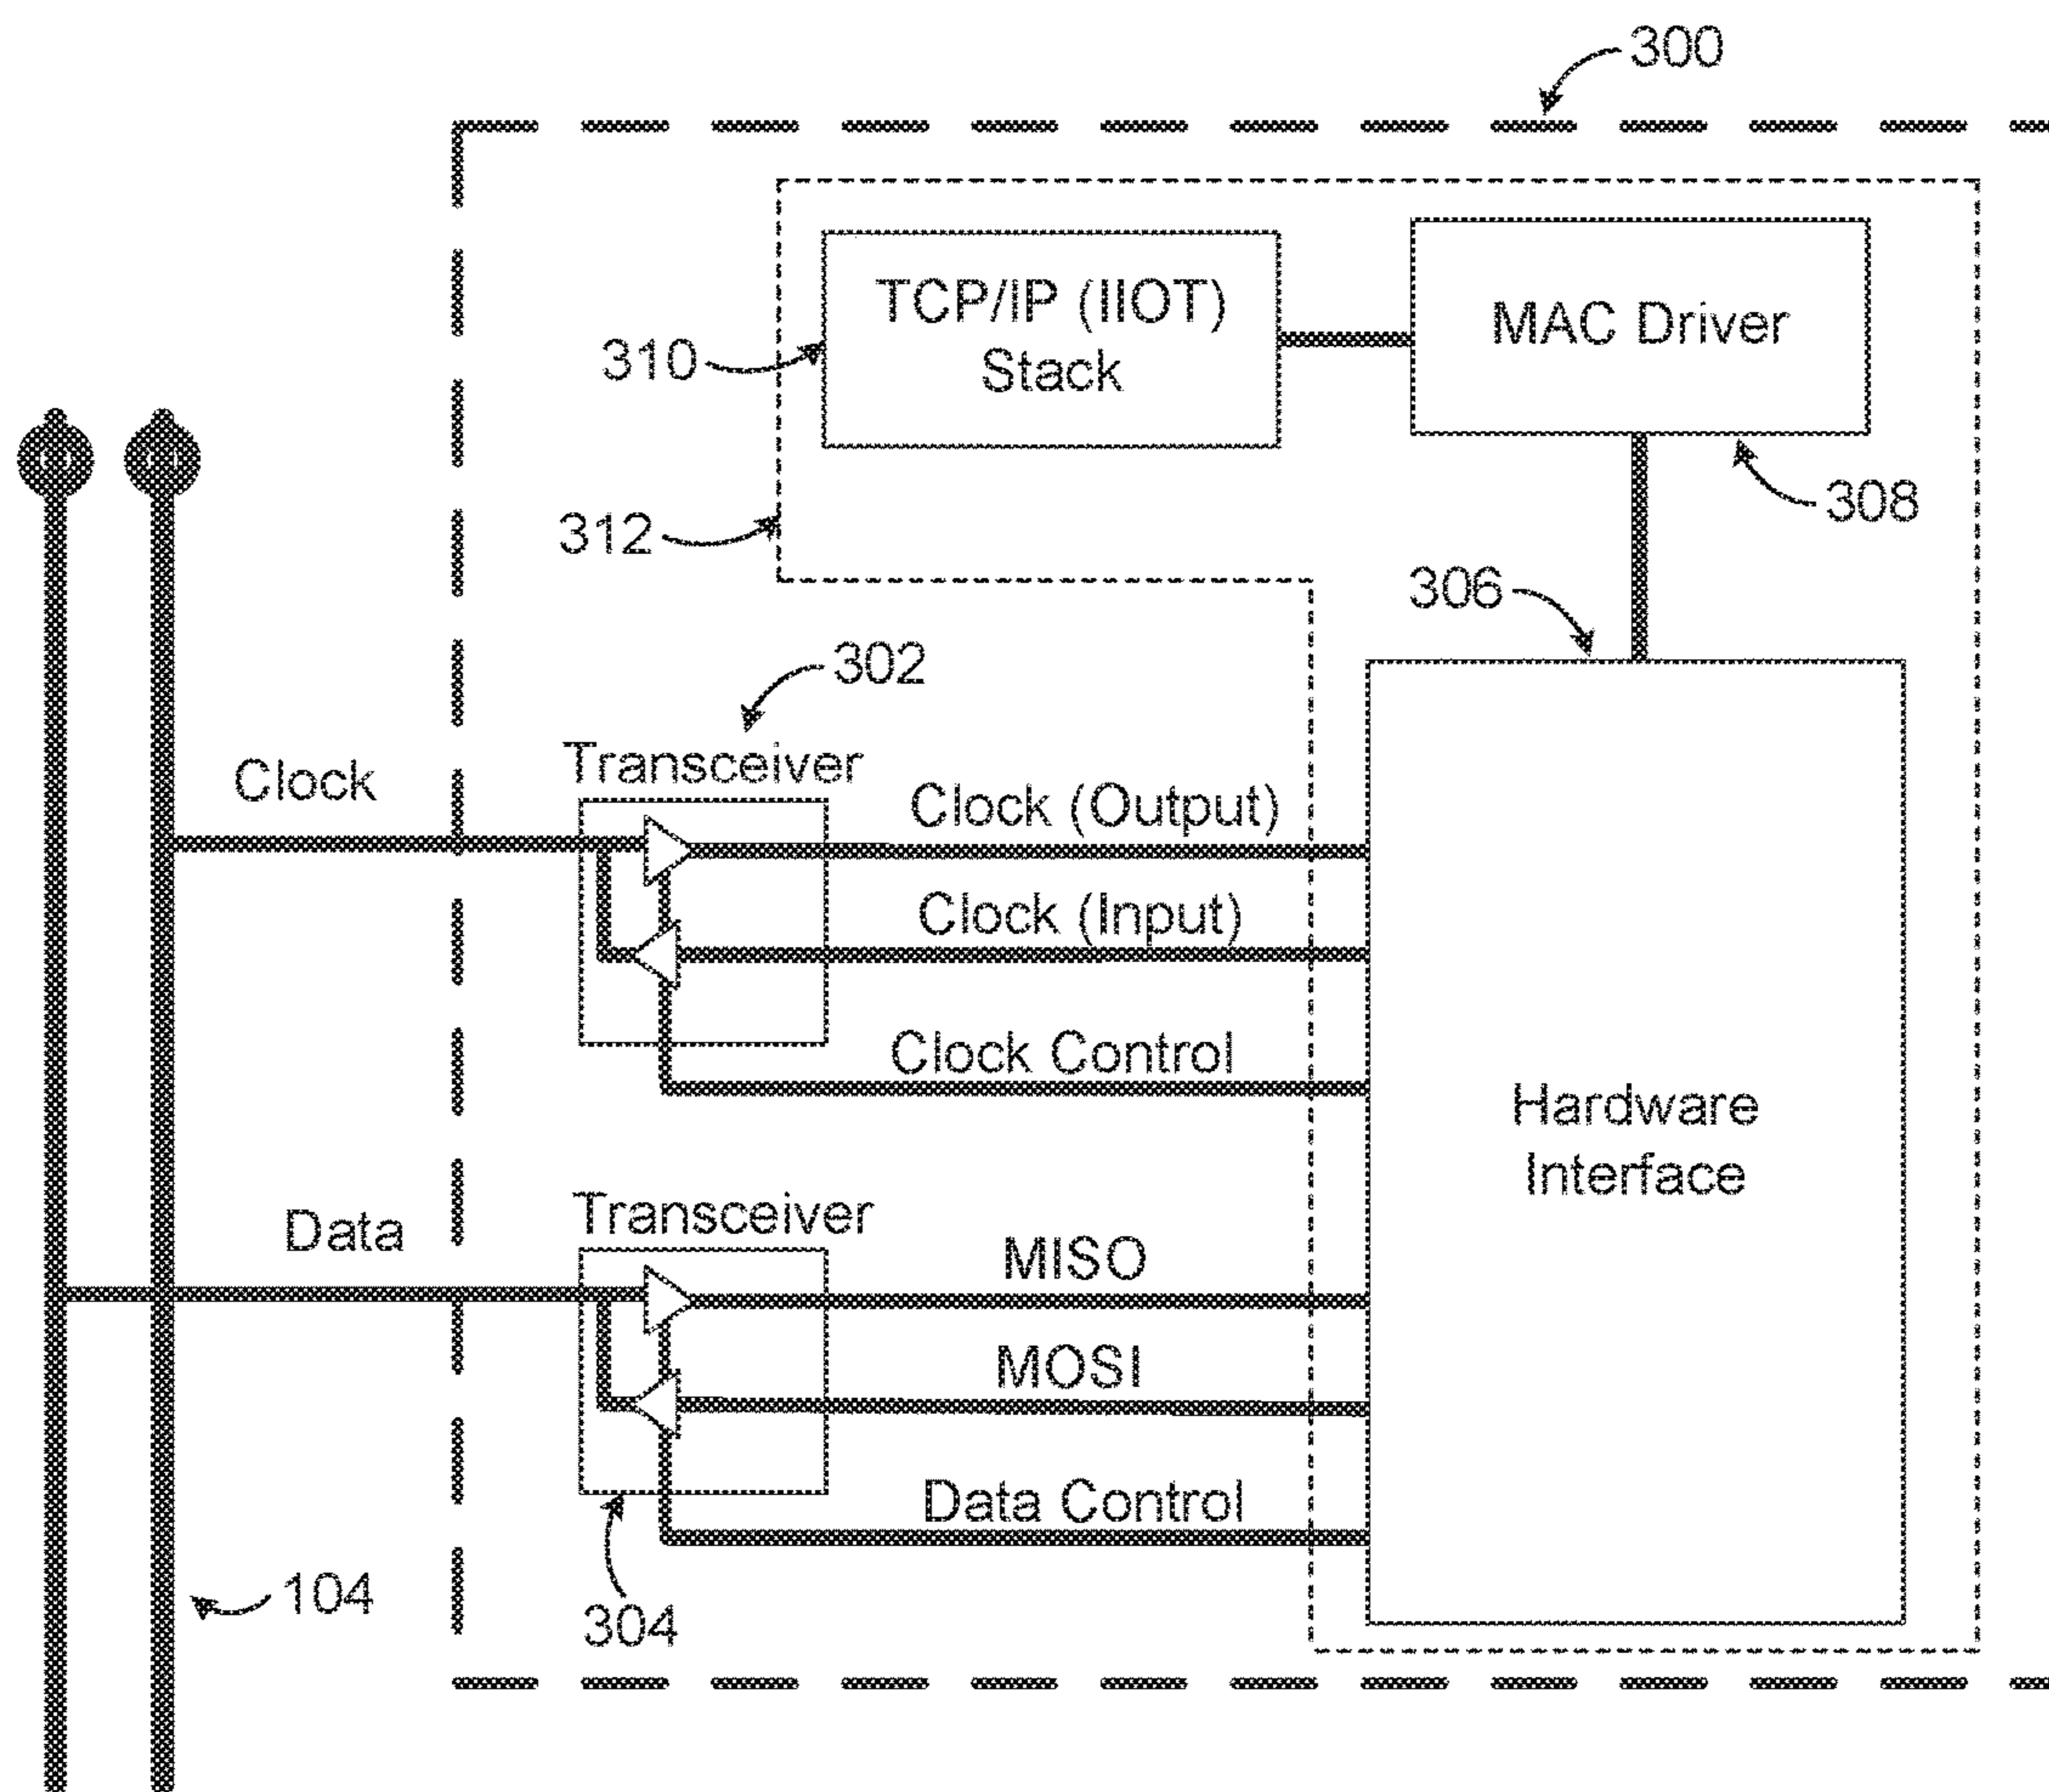 300
TCP/IP (IIOT)
Stack
MAC Driver
310
308
312
306
302
Transceiver
Clock
Clock (Output)
Clock (Input)
Clock Control
Hardware
Interface
Transceiver
Data
MISO
MOSI
Data Control
104
304